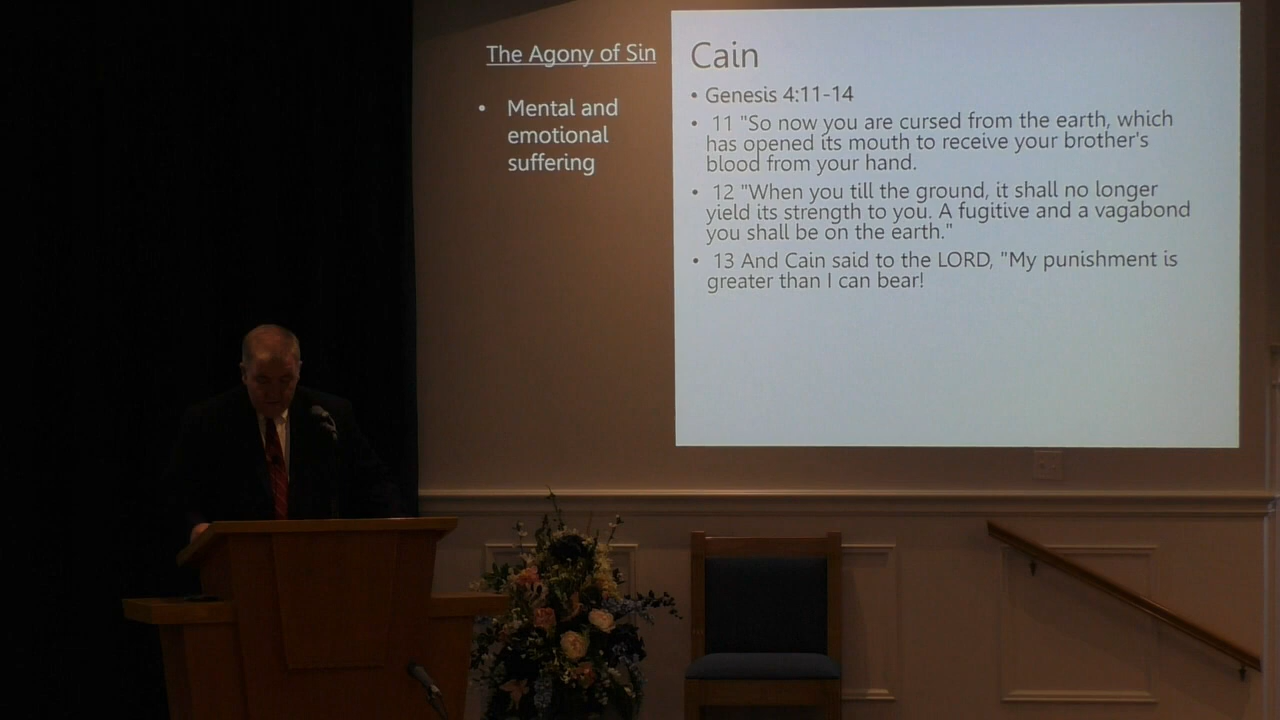 The Agony of Sin
• Mental and
emotional
suffering
Cain
• Genesis 4:11-14
• 11 "So now you are cursed from the earth, which
has opened its mouth to receive your brother's
blood from your hand.
• 12 "When you till the ground, it shall no longer
yield its strength to you. A fugitive and a vagabond
you shall be on the earth."
• 13 And Cain said to the LORD, "My punishment is
greater than I can bear!